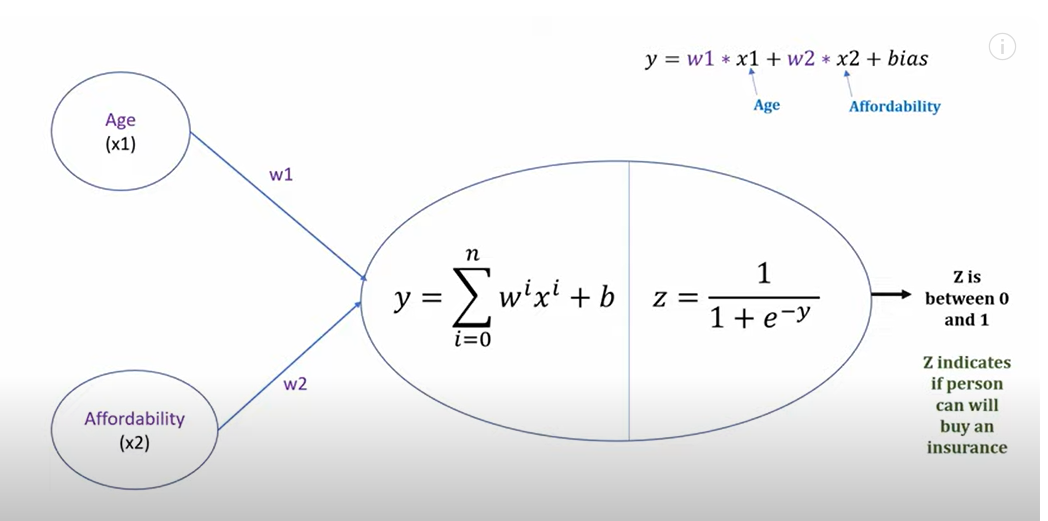 y = w1 * x1 + w2 * x2 + bias
Age
Affordability
Age
(x1)
w1
y = \sum_{i=0}^{n} w^i x^i + b
z = \frac{1}{1 + e^{-y}}
Z is
between 0
and 1
w2
Affordability
(x2)
Z indicates
if person
can will
buy an
insurance